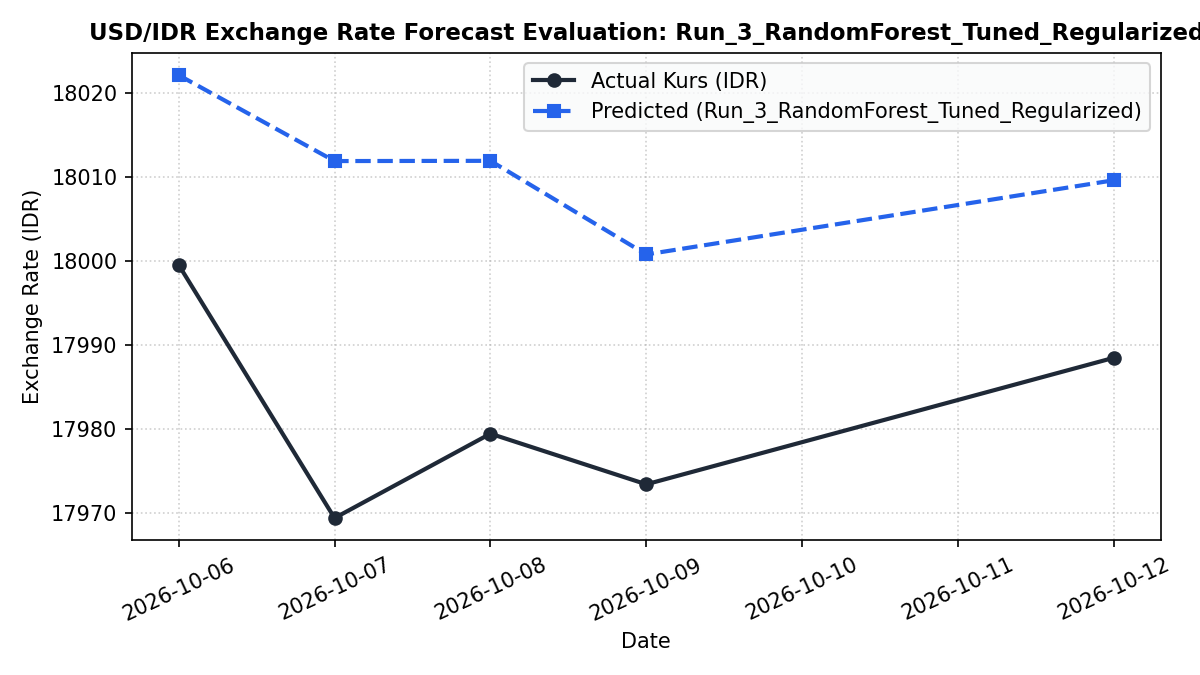 USD/IDR Exchange Rate Forecast Evaluation: Run_3_RandomForest_Tuned_Regularized
Actual Kurs (IDR)
Predicted (Run_3_RandomForest_Tuned_Regularized)
Exchange Rate (IDR)
18020
18010
18000
17990
17980
17970
2026-10-06
2026-10-07
2026-10-08
2026-10-09
2026-10-10
2026-10-11
2026-10-12
Date